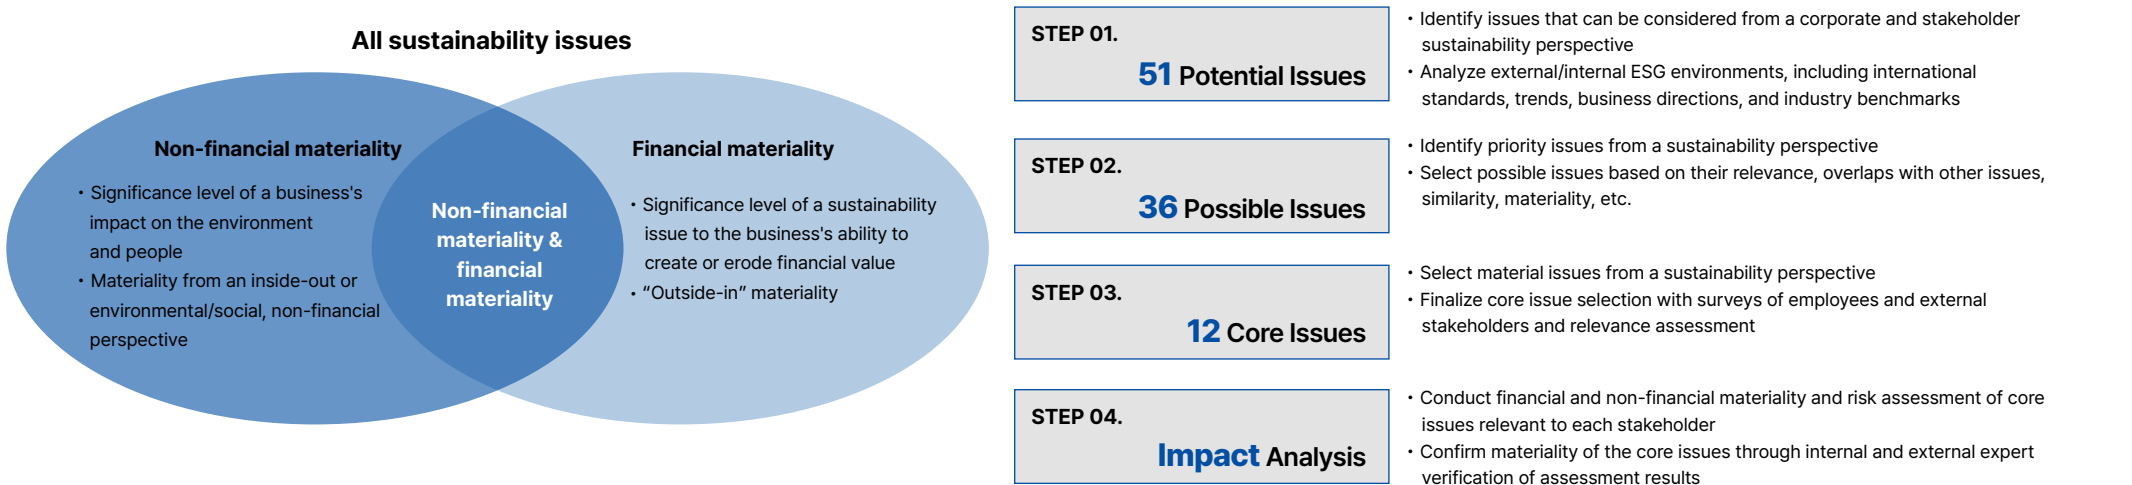 All sustainability issues
Non-financial materiality
• Significance level of a business's
impact on the environment
and people
• Materiality from an inside-out or
environmental/social, non-financial
perspective
Non-financial
materiality &
financial
materiality
Financial materiality
• Significance level of a sustainability
issue to the business's ability to
create or erode financial value
• “Outside-in” materiality
STEP 01.
51 Potential Issues
• Identify issues that can be considered from a corporate and stakeholder
sustainability perspective
• Analyze external/internal ESG environments, including international
standards, trends, business directions, and industry benchmarks
STEP 02.
36 Possible Issues
• Identify priority issues from a sustainability perspective
• Select possible issues based on their relevance, overlaps with other issues,
similarity, materiality, etc.
STEP 03.
12 Core Issues
• Select material issues from a sustainability perspective
• Finalize core issue selection with surveys of employees and external
stakeholders and relevance assessment
STEP 04.
Impact Analysis
• Conduct financial and non-financial materiality and risk assessment of core
issues relevant to each stakeholder
• Confirm materiality of the core issues through internal and external expert
verification of assessment results